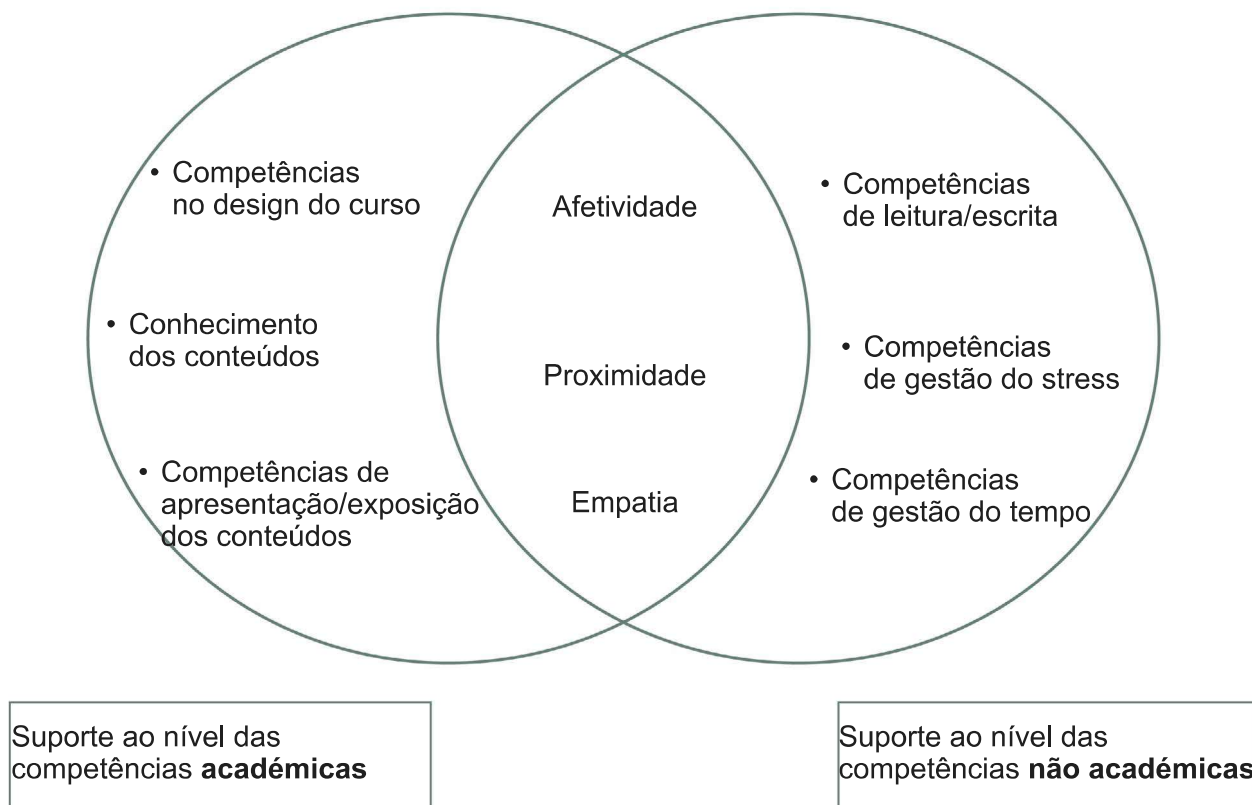 • Competências
no design do curso
• Conhecimento
dos conteúdos
• Competências de
apresentação/exposição
dos conteúdos
Afetividade
Proximidade
Empatia
• Competências
de leitura/escrita
• Competências
de gestão do stress
• Competências
de gestão do tempo
Suporte ao nível das
competências académicas
Suporte ao nível das
competências não académicas